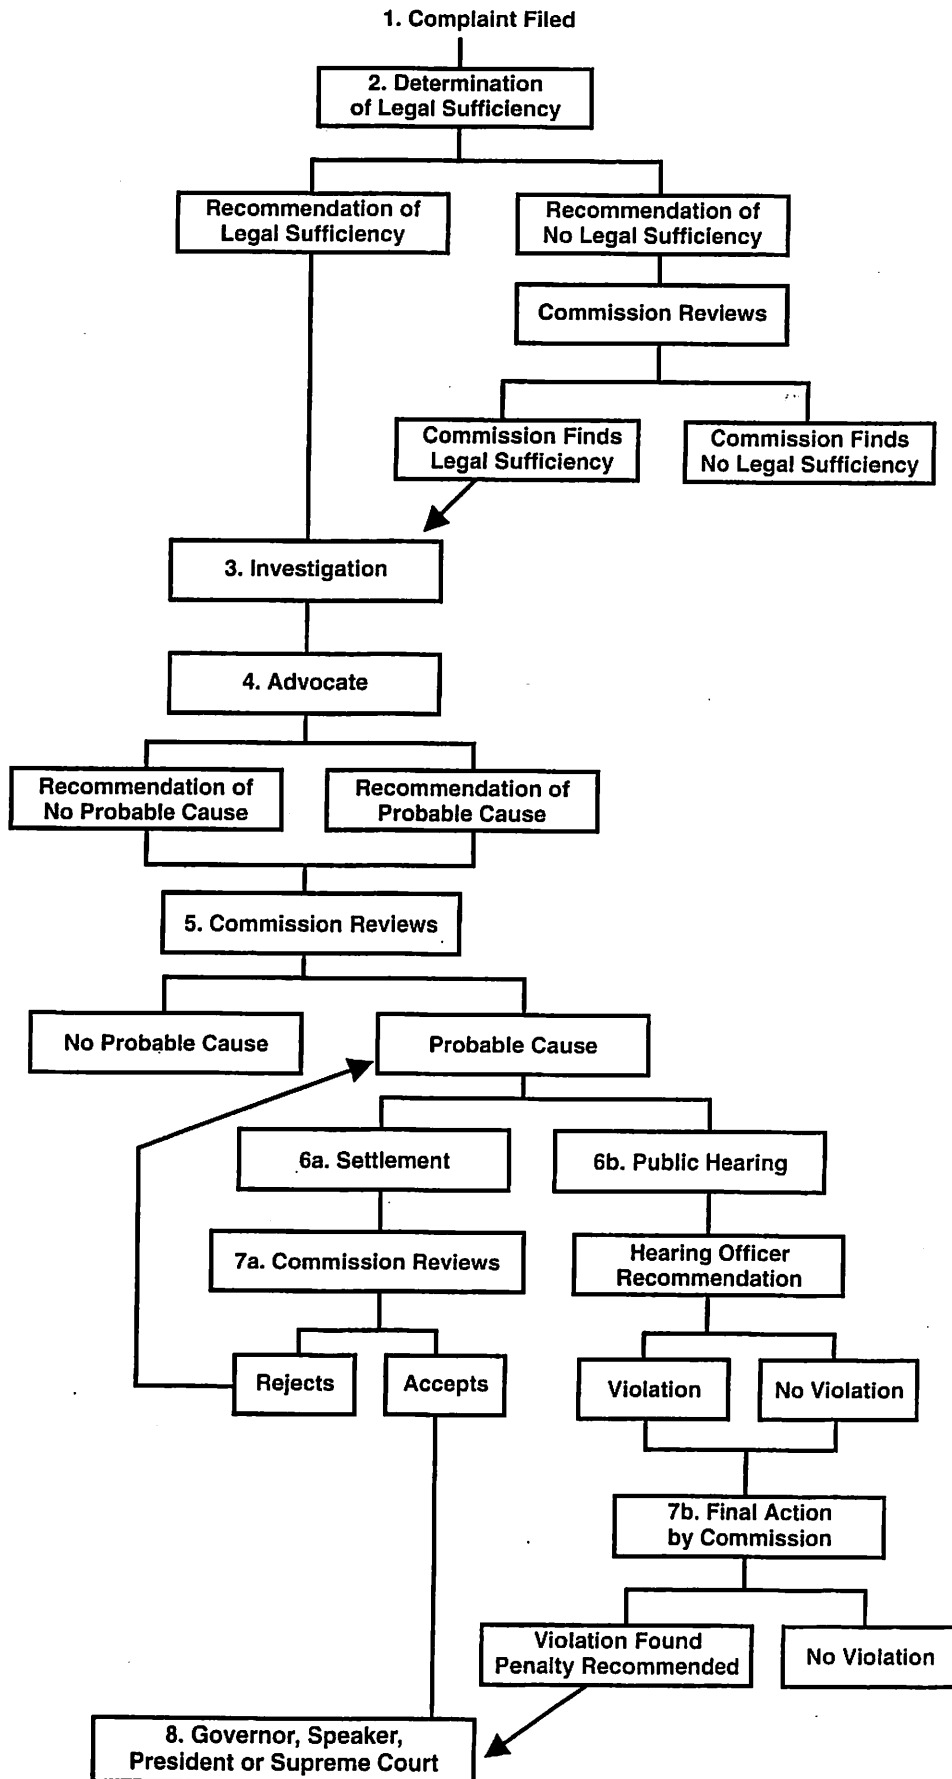 1. Complaint Filed
2. Determination
of Legal Sufficiency
Recommendation of
Legal Sufficiency
Recommendation of
No Legal Sufficiency
Commission Reviews
Commission Finds
Legal Sufficiency
Commission Finds
No Legal Sufficiency
3. Investigation
4. Advocate
Recommendation of
No Probable Cause
Recommendation of
Probable Cause
5. Commission Reviews
No Probable Cause
Probable Cause
6a. Settlement
6b. Public Hearing
7a. Commission Reviews
Hearing Officer
Recommendation
Rejects
Accepts
Violation
No Violation
7b. Final Action
by Commission
Violation Found
Penalty Recommended
No Violation
8. Governor, Speaker,
President or Supreme Court